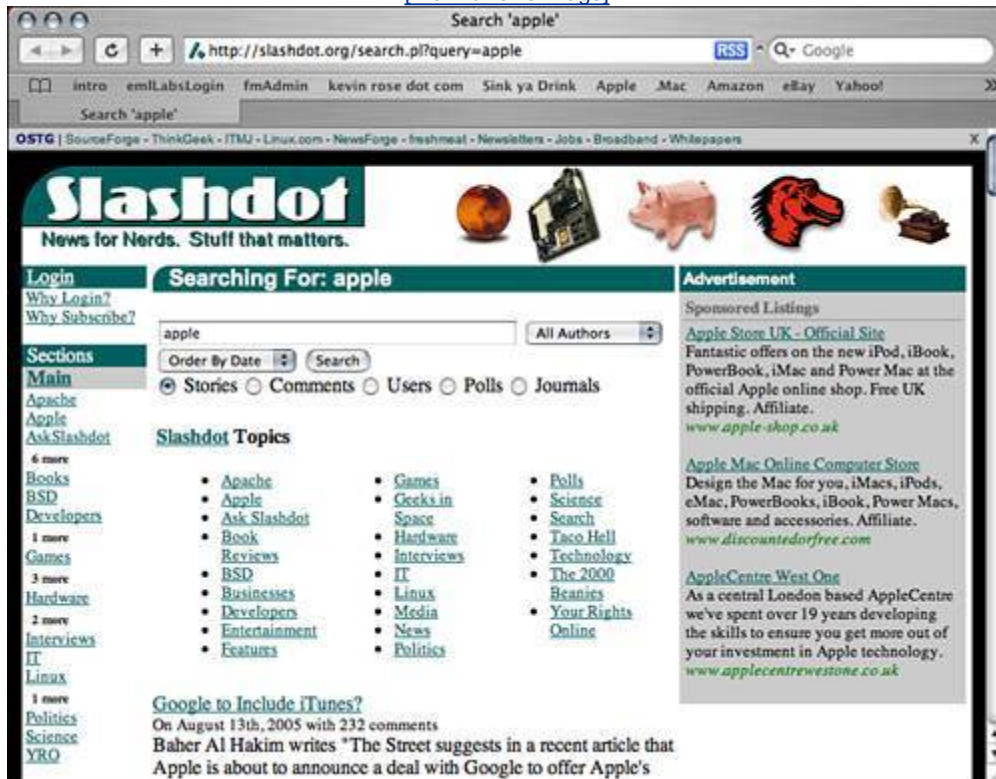 Search 'apple'
http://slashdot.org/search.pl?query=apple RSS Google
intro emlLabsLogin fmAdmin kevin rose dot com Sink ya Drink Apple .Mac Amazon eBay Yahoo!
Search 'apple'
OSTG | SourceForge - ThinkGeek - ITMJ - Linux.com - NewsForge - freshmeat - Newsletters - Jobs - Broadband - Whitepapers X
Slashdot
News for Nerds. Stuff that matters.
Login
Why Login?
Why Subscribe?
Sections
Main
Apache
Apple
AskSlashdot
6 more
Books
BSD
Developers
1 more
Games
3 more
Hardware
2 more
Interviews
IT
Linux
1 more
Politics
Science
YRO
Searching For: apple
apple All Authors
Order By Date Search
Stories Comments Users Polls Journals
Slashdot Topics
Apache
Apple
Ask Slashdot
Book
Reviews
BSD
Businesses
Developers
Entertainment
Features
Games
Geeks in
Space
Hardware
Interviews
IT
Linux
Media
News
Politics
Polls
Science
Search
Taco Hell
Technology
The 2000
Beanies
Your Rights
Online
Google to Include iTunes?
On August 13th, 2005 with 232 comments
Baher Al Hakim writes "The Street suggests in a recent article that
Apple is about to announce a deal with Google to offer Apple's
Advertisement
Sponsored Listings
Apple Store UK - Official Site
Fantastic offers on the new iPod, iBook,
PowerBook, iMac and Power Mac at the
official Apple online shop. Free UK
shipping. Affiliate.
www.apple-shop.co.uk
Apple Mac Online Computer Store
Design the Mac for you, iMacs, iPods,
eMac, PowerBooks, iBook, Power Macs,
software and accessories. Affiliate.
www.discountedorfree.com
AppleCentre West One
As a central London based AppleCentre
we've spent over 19 years developing
the skills to ensure you get more out of
your investment in Apple technology.
www.applecentrewestone.co.uk